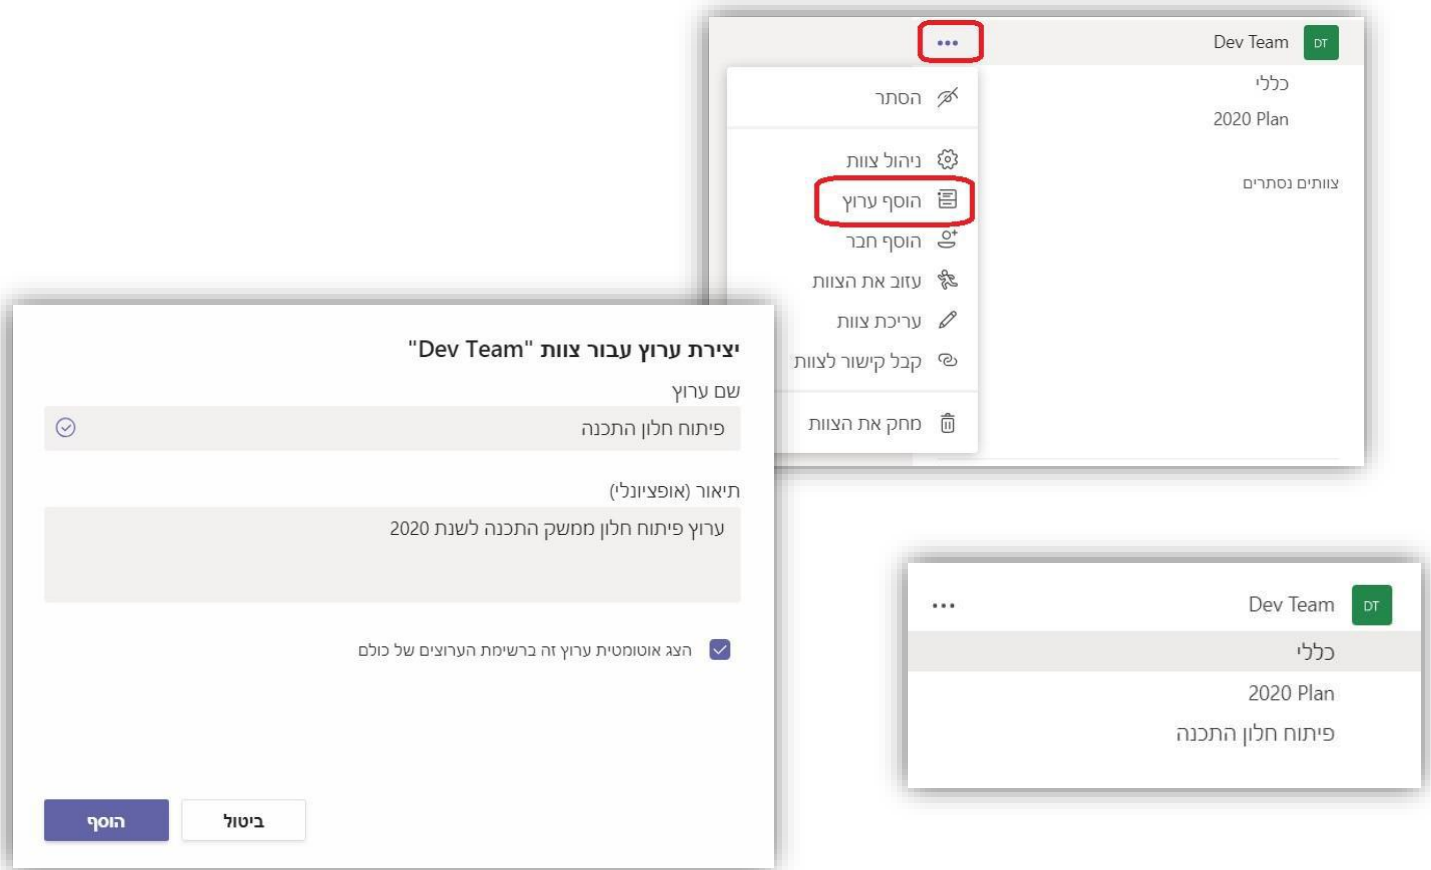 Dev Team DT
כללי
2020 Plan
צוותים נסתרים
הסתר
ניהול צוות
הוסף ערוץ
הוסף חבר
עזוב את הצוות
עריכת צוות
קבל קישור לצוות
מחק את הצוות
יצירת ערוץ עבור צוות "Dev Team"
שם ערוץ
פיתוח חלון התכנה
תיאור (אופציונלי)
ערוץ פיתוח חלון ממשק התכנה לשנת 2020
הצג אוטומטית ערוץ זה ברשימת הערוצים של כולם
ביטול
הוסף
Dev Team DT
כללי
2020 Plan
פיתוח חלון התכנה